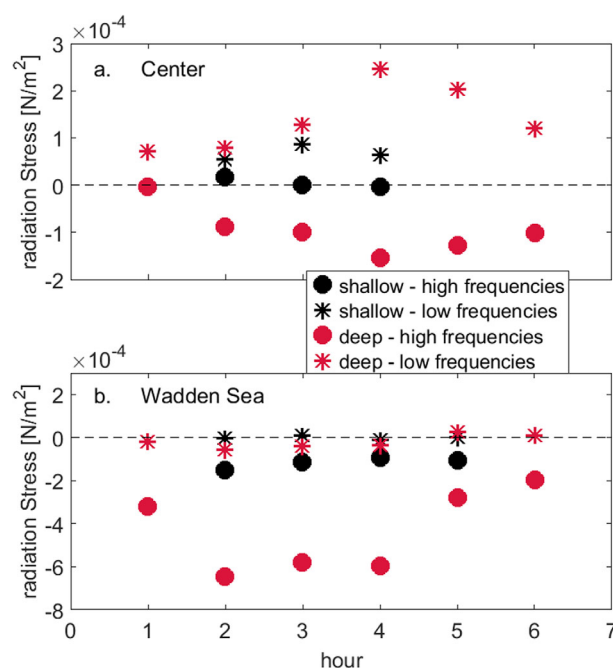 ×10⁻⁴
3
a. Center
2
1
0
-1
-2
radiation Stress [N/m²]
shallow - high frequencies
shallow - low frequencies
deep - high frequencies
deep - low frequencies
×10⁻⁴
2
b. Wadden Sea
0
-2
-4
-6
-8
radiation Stress [N/m²]
0 1 2 3 4 5 6 7
hour